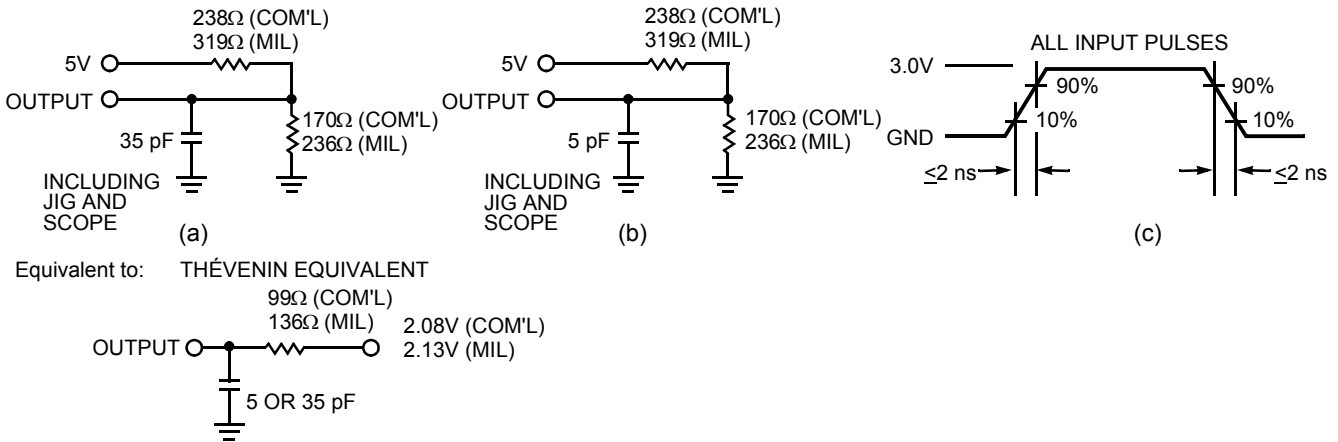 238Ω (COM'L)
319Ω (MIL)
5V
OUTPUT
35 pF
170Ω (COM'L)
236Ω (MIL)
INCLUDING
JIG AND
SCOPE
(a)
238Ω (COM'L)
319Ω (MIL)
5V
OUTPUT
5 pF
170Ω (COM'L)
236Ω (MIL)
INCLUDING
JIG AND
SCOPE
(b)
ALL INPUT PULSES
3.0V
90%
90%
10%
10%
GND
≤2 ns
≤2 ns
(c)
Equivalent to: THÉVENIN EQUIVALENT
99Ω (COM'L)
136Ω (MIL)
2.08V (COM'L)
2.13V (MIL)
OUTPUT
5 OR 35 pF